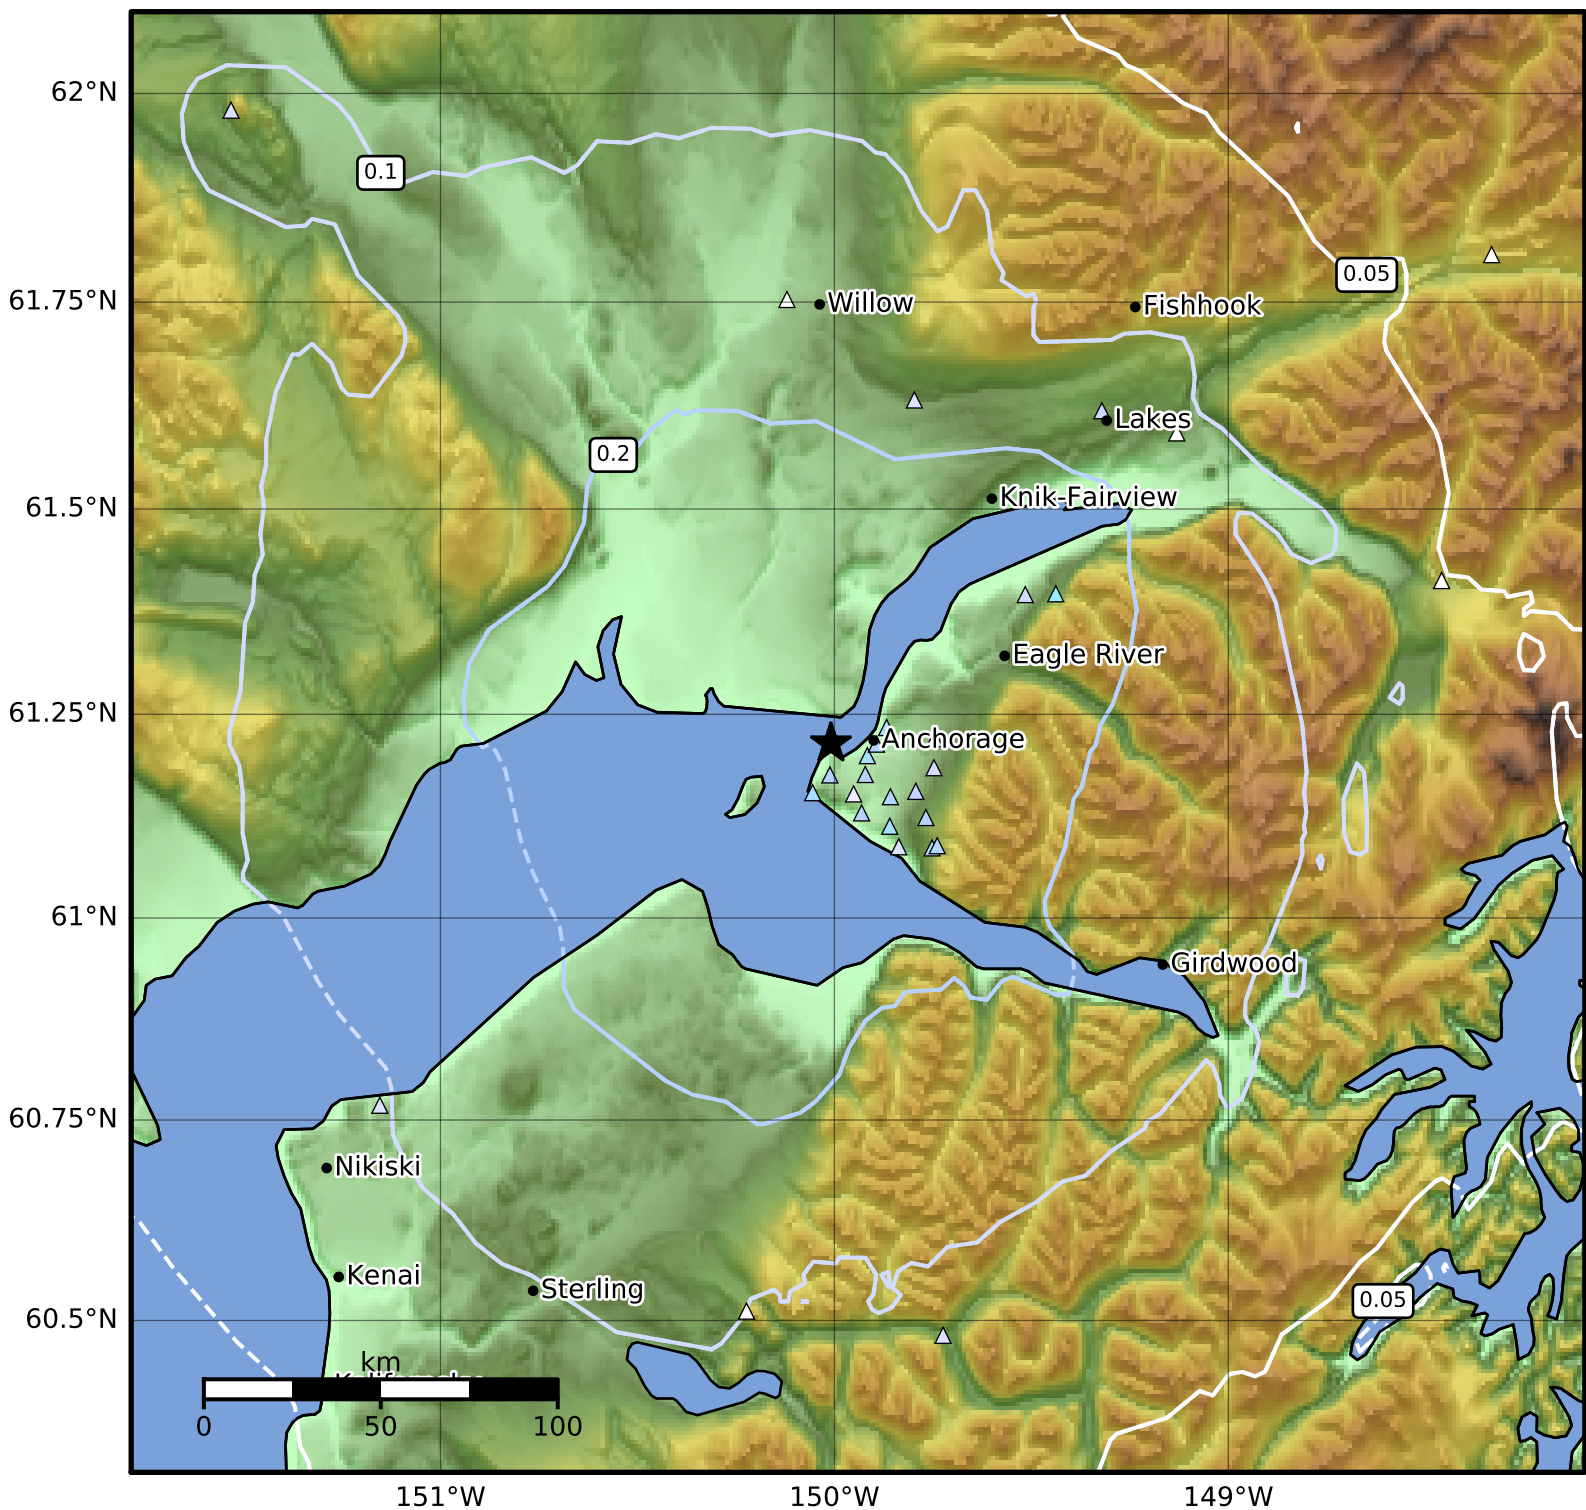 62°N
0.1
61.75°N
Willow
Fishhook
0.05
Lakes
0.2
61.5°N
Knik-Fairview
Eagle River
61.25°N
Anchorage
61°N
Girdwood
60.75°N
Nikiski
Kenai
Sterling
60.5°N
0.05
km
0 50 100
151°W 150°W 149°W